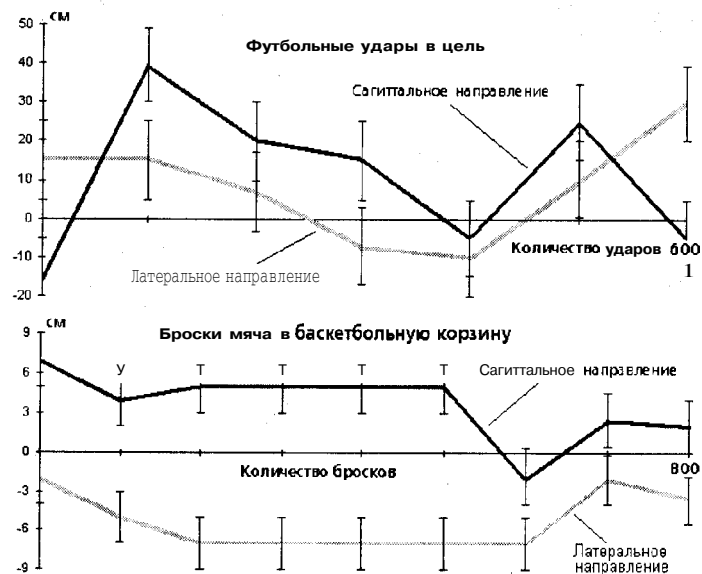 50 см
Футбольные удары в цель
40
Сагиттальное направление
30
20
10
0
-10
Количество ударов 600
Латеральное направление
1
-20
9 см
Броски мяча в баскетбольную корзину
6
У Т Т Т Т
Сагиттальное направление
3
0
Количество бросков
800
-3
-6
Латеральное
направление
-9